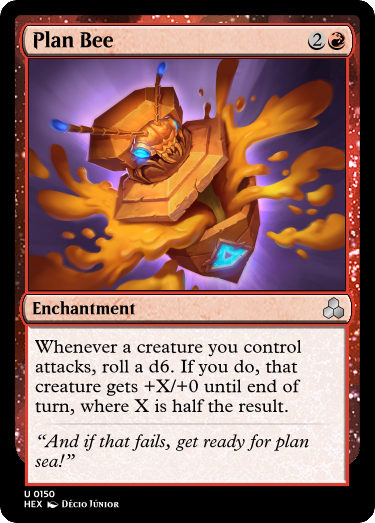 Plan Bee
2
Enchantment
Whenever a creature you control
attacks, roll a d6. If you do, that
creature gets +X/+0 until end of
turn, where X is half the result.
“And if that fails, get ready for plan
sea!”
U 0150
HEX Décio Júnior